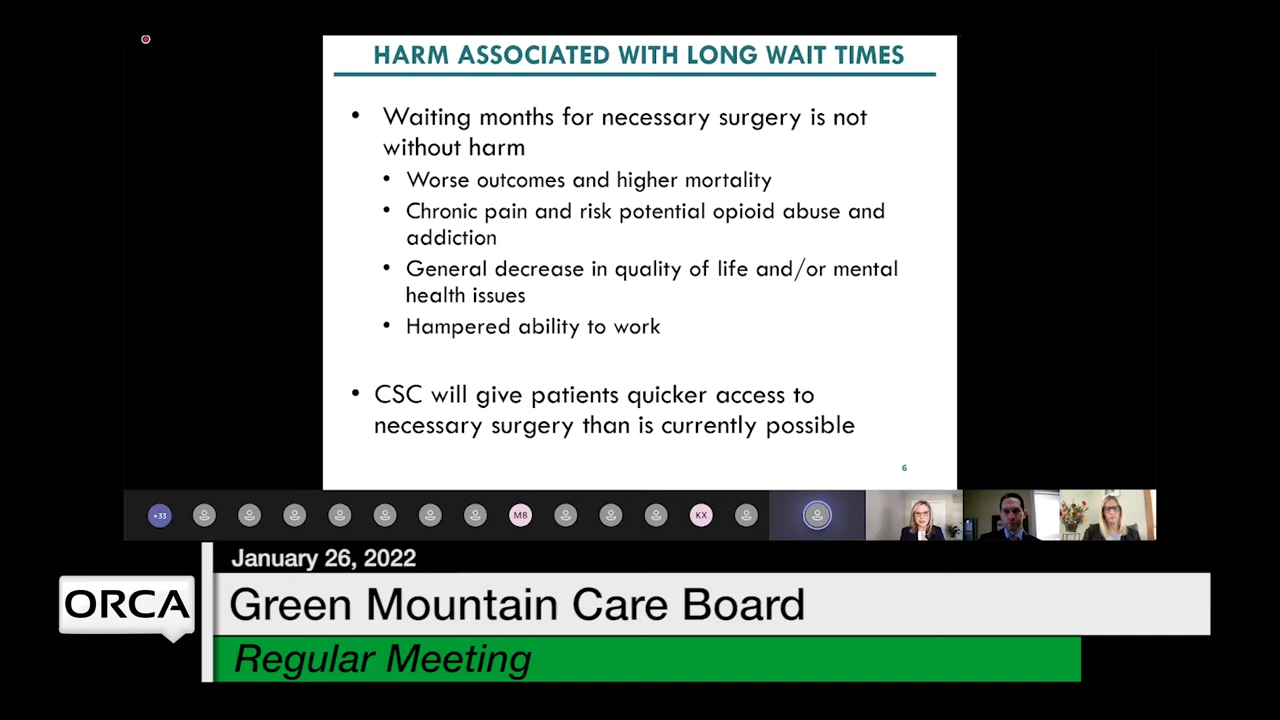 HARM ASSOCIATED WITH LONG WAIT TIMES
• Waiting months for necessary surgery is not
without harm
• Worse outcomes and higher mortality
• Chronic pain and risk potential opioid abuse and
addiction
• General decrease in quality of life and/or mental
health issues
• Hampered ability to work
• CSC will give patients quicker access to
necessary surgery than is currently possible
6
+33
MB
KX
January 26, 2022
ORCA
Green Mountain Care Board
Regular Meeting